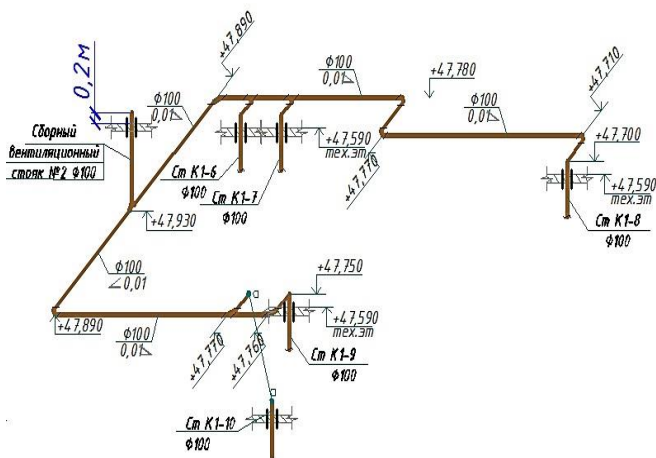 +47,890
0,2м
ф100
0,01
ф100
0,01
+47,780
+47,710
ф100
0,01
Сборный
вентиляционный
стояк №2 ф100
+47,590
тех.эт
+47,770
+47,700
+47,590
тех.эт
Ст К1-6
ф100
Ст К1-7
ф100
Ст К1-8
ф100
+47,930
ф100
0,01
+47,750
+47,590
тех.эт
+47,890
ф100
0,01
+47,770
+47,760
Ст К1-9
ф100
а
а
Ст К1-10
ф100